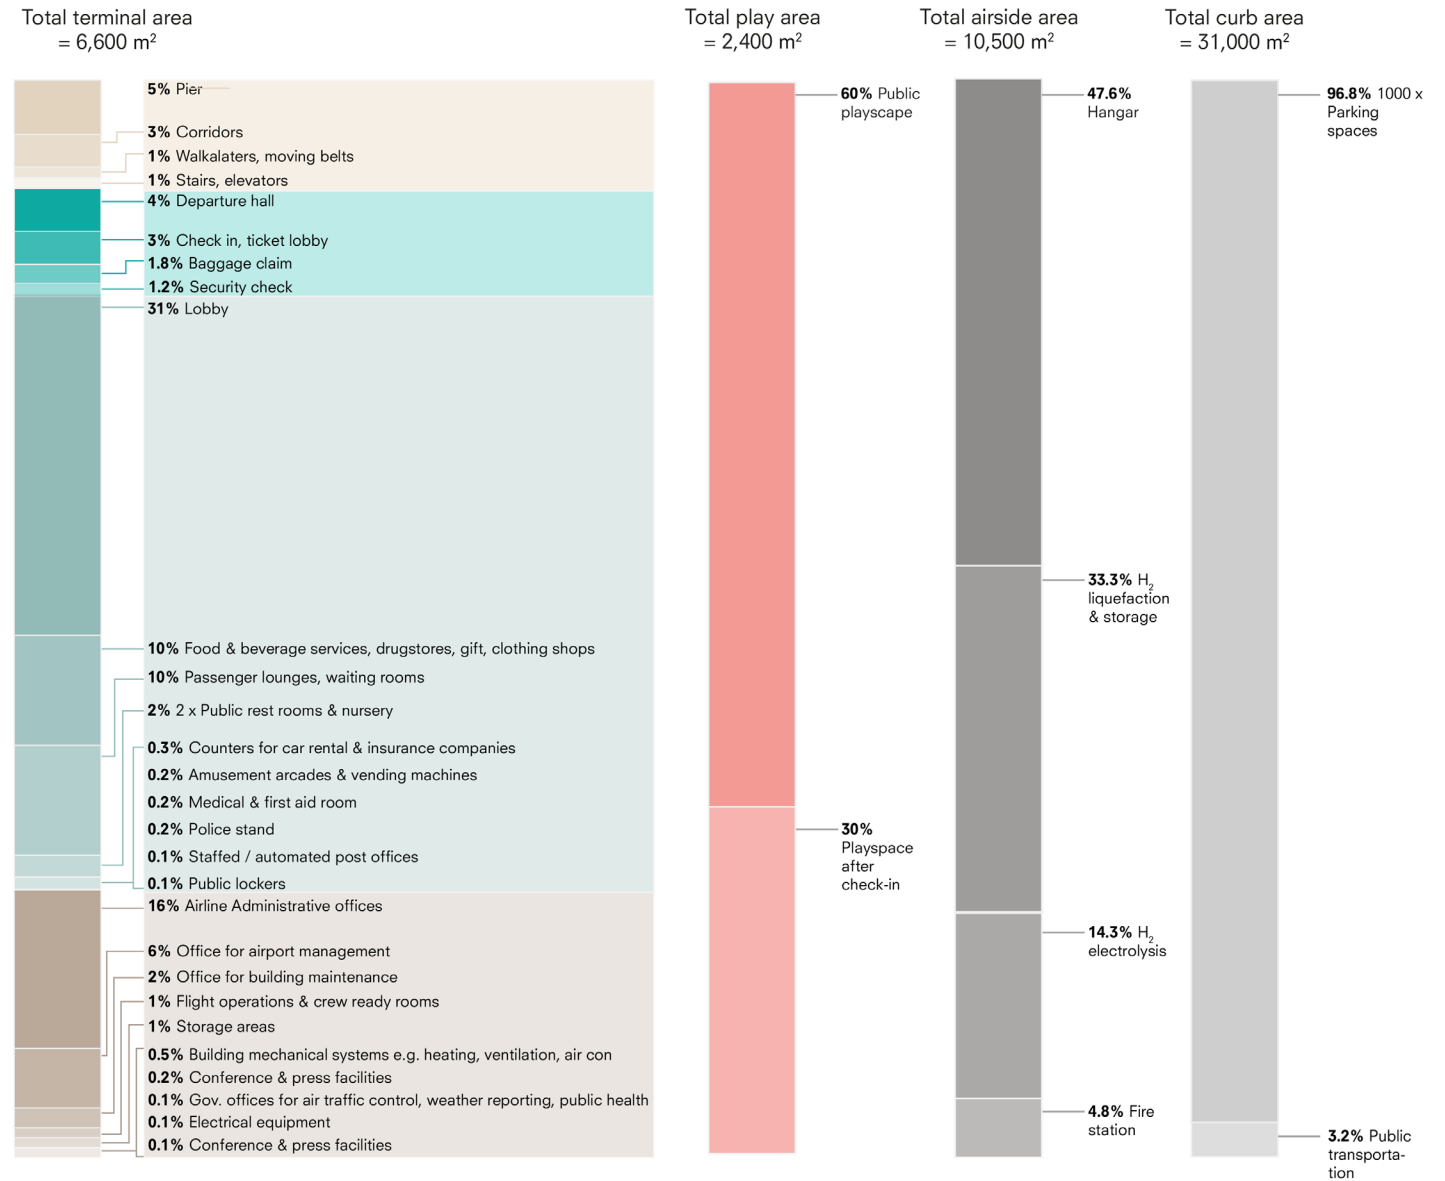 Total terminal area
= 6,600 m²
5% Pier
3% Corridors
1% Walkalaters, moving belts
1% Stairs, elevators
4% Departure hall
3% Check in, ticket lobby
1.8% Baggage claim
1.2% Security check
31% Lobby
10% Food & beverage services, drugstores, gift, clothing shops
10% Passenger lounges, waiting rooms
2% 2 x Public rest rooms & nursery
0.3% Counters for car rental & insurance companies
0.2% Amusement arcades & vending machines
0.2% Medical & first aid room
0.2% Police stand
0.1% Staffed / automated post offices
0.1% Public lockers
16% Airline Administrative offices
6% Office for airport management
2% Office for building maintenance
1% Flight operations & crew ready rooms
1% Storage areas
0.5% Building mechanical systems e.g. heating, ventilation, air con
0.2% Conference & press facilities
0.1% Gov. offices for air traffic control, weather reporting, public health
0.1% Electrical equipment
0.1% Conference & press facilities
Total play area
= 2,400 m²
60% Public
playscape
30%
Playspace
after
check-in
Total airside area
= 10,500 m²
47.6%
Hangar
33.3% H₂
liquefaction
& storage
14.3% H₂
electrolysis
4.8% Fire
station
Total curb area
= 31,000 m²
96.8% 1000 x
Parking
spaces
3.2% Public
transporta-
tion